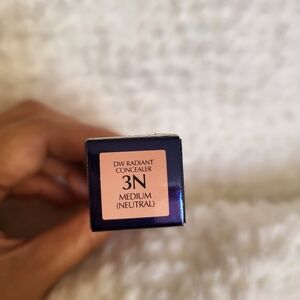 DW RADIANT
CONCEALER
3N
MEDIUM
(NEUTRAL)